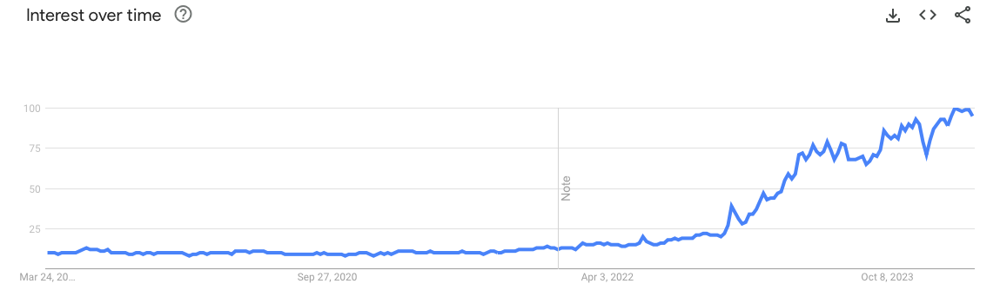 Interest over time
100
75
50
25
Note
Mar 24, 20...
Sep 27, 2020
Apr 3, 2022
Oct 8, 2023